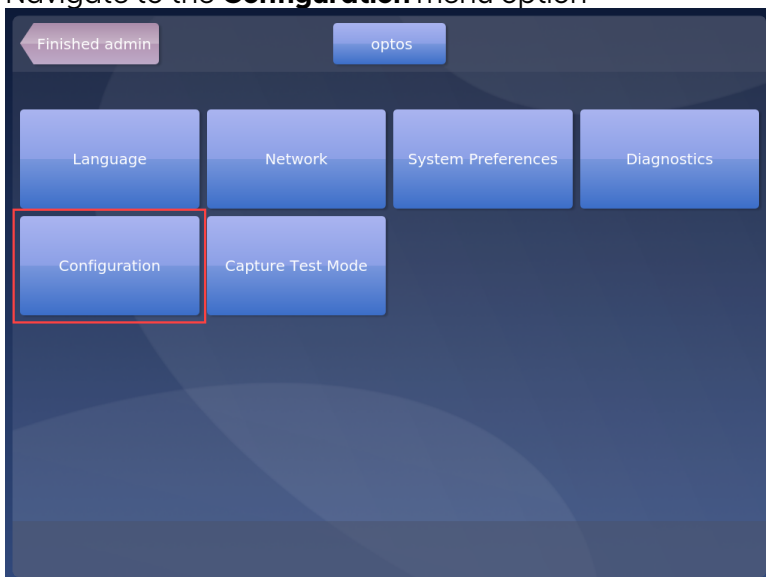 Navigate to the Configuration menu option
Finished admin
optos
Language
Network
System Preferences
Diagnostics
Configuration
Capture Test Mode